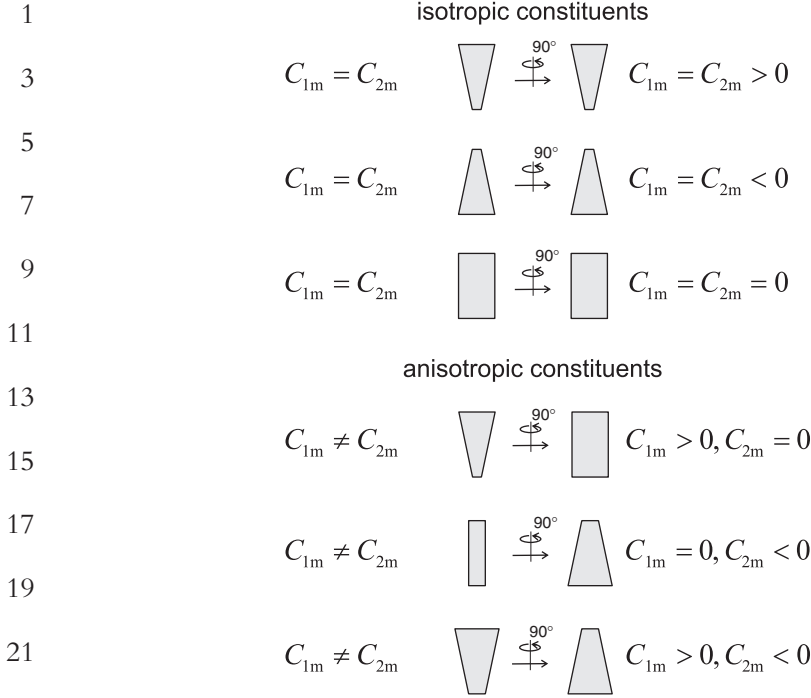 1 isotropic constituents
90°
3 C₁ₘ = C₂ₘ C₁ₘ = C₂ₘ > 0
5
90°
C₁ₘ = C₂ₘ C₁ₘ = C₂ₘ < 0
7
90°
9 C₁ₘ = C₂ₘ C₁ₘ = C₂ₘ = 0
11
anisotropic constituents
13
90°
C₁ₘ ≠ C₂ₘ C₁ₘ > 0, C₂ₘ = 0
15
17
90°
C₁ₘ ≠ C₂ₘ C₁ₘ = 0, C₂ₘ < 0
19
90°
21 C₁ₘ ≠ C₂ₘ C₁ₘ > 0, C₂ₘ < 0